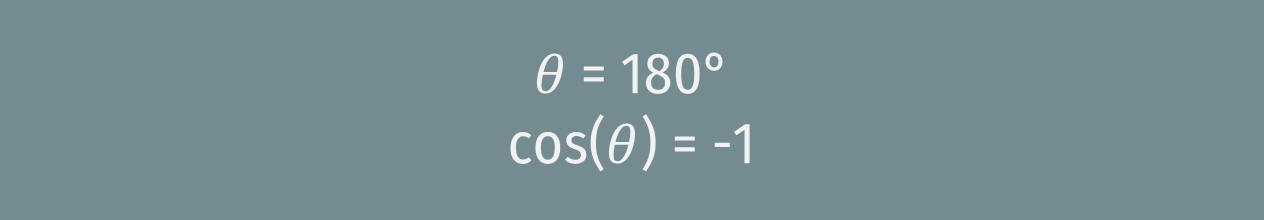 θ = 180°
cos(θ) = -1